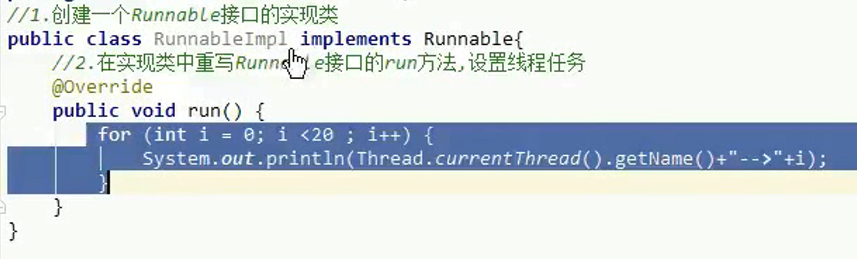 //1.创建一个Runnable接口的实现类
public class RunnableImpl implements Runnable{
//2.在实现类中重写Runnable接口的run方法,设置线程任务
@Override
public void run() {
for (int i = 0; i <20 ; i++) {
System.out.println(Thread.currentThread().getName()+"-->"+i);
}
}
}